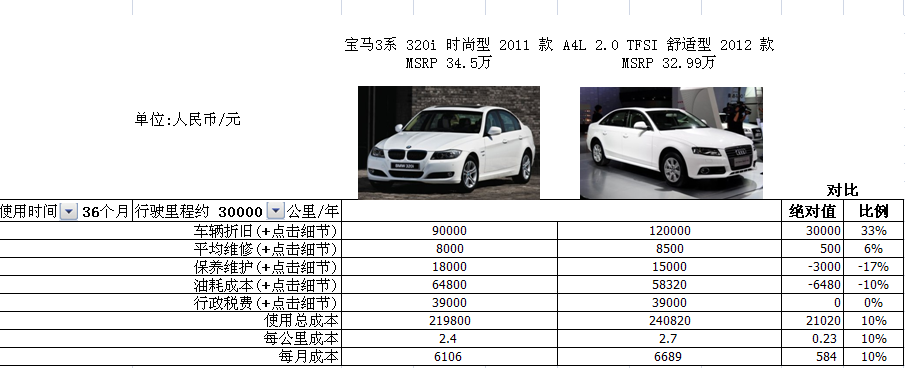 宝马3系 320i 时尚型 2011 款 A4L 2.0 TFSI 舒适型 2012 款
MSRP 34.5万 MSRP 32.99万
单位:人民币/元
对比
使用时间 36个月 行驶里程约 30000 公里/年 绝对值 比例
车辆折旧(+点击细节) 90000 120000 30000 33%
平均维修(+点击细节) 8000 8500 500 6%
保养维护(+点击细节) 18000 15000 -3000 -17%
油耗成本(+点击细节) 64800 58320 -6480 -10%
行政税费(+点击细节) 39000 39000 0 0%
使用总成本 219800 240820 21020 10%
每公里成本 2.4 2.7 0.23 10%
每月成本 6106 6689 584 10%